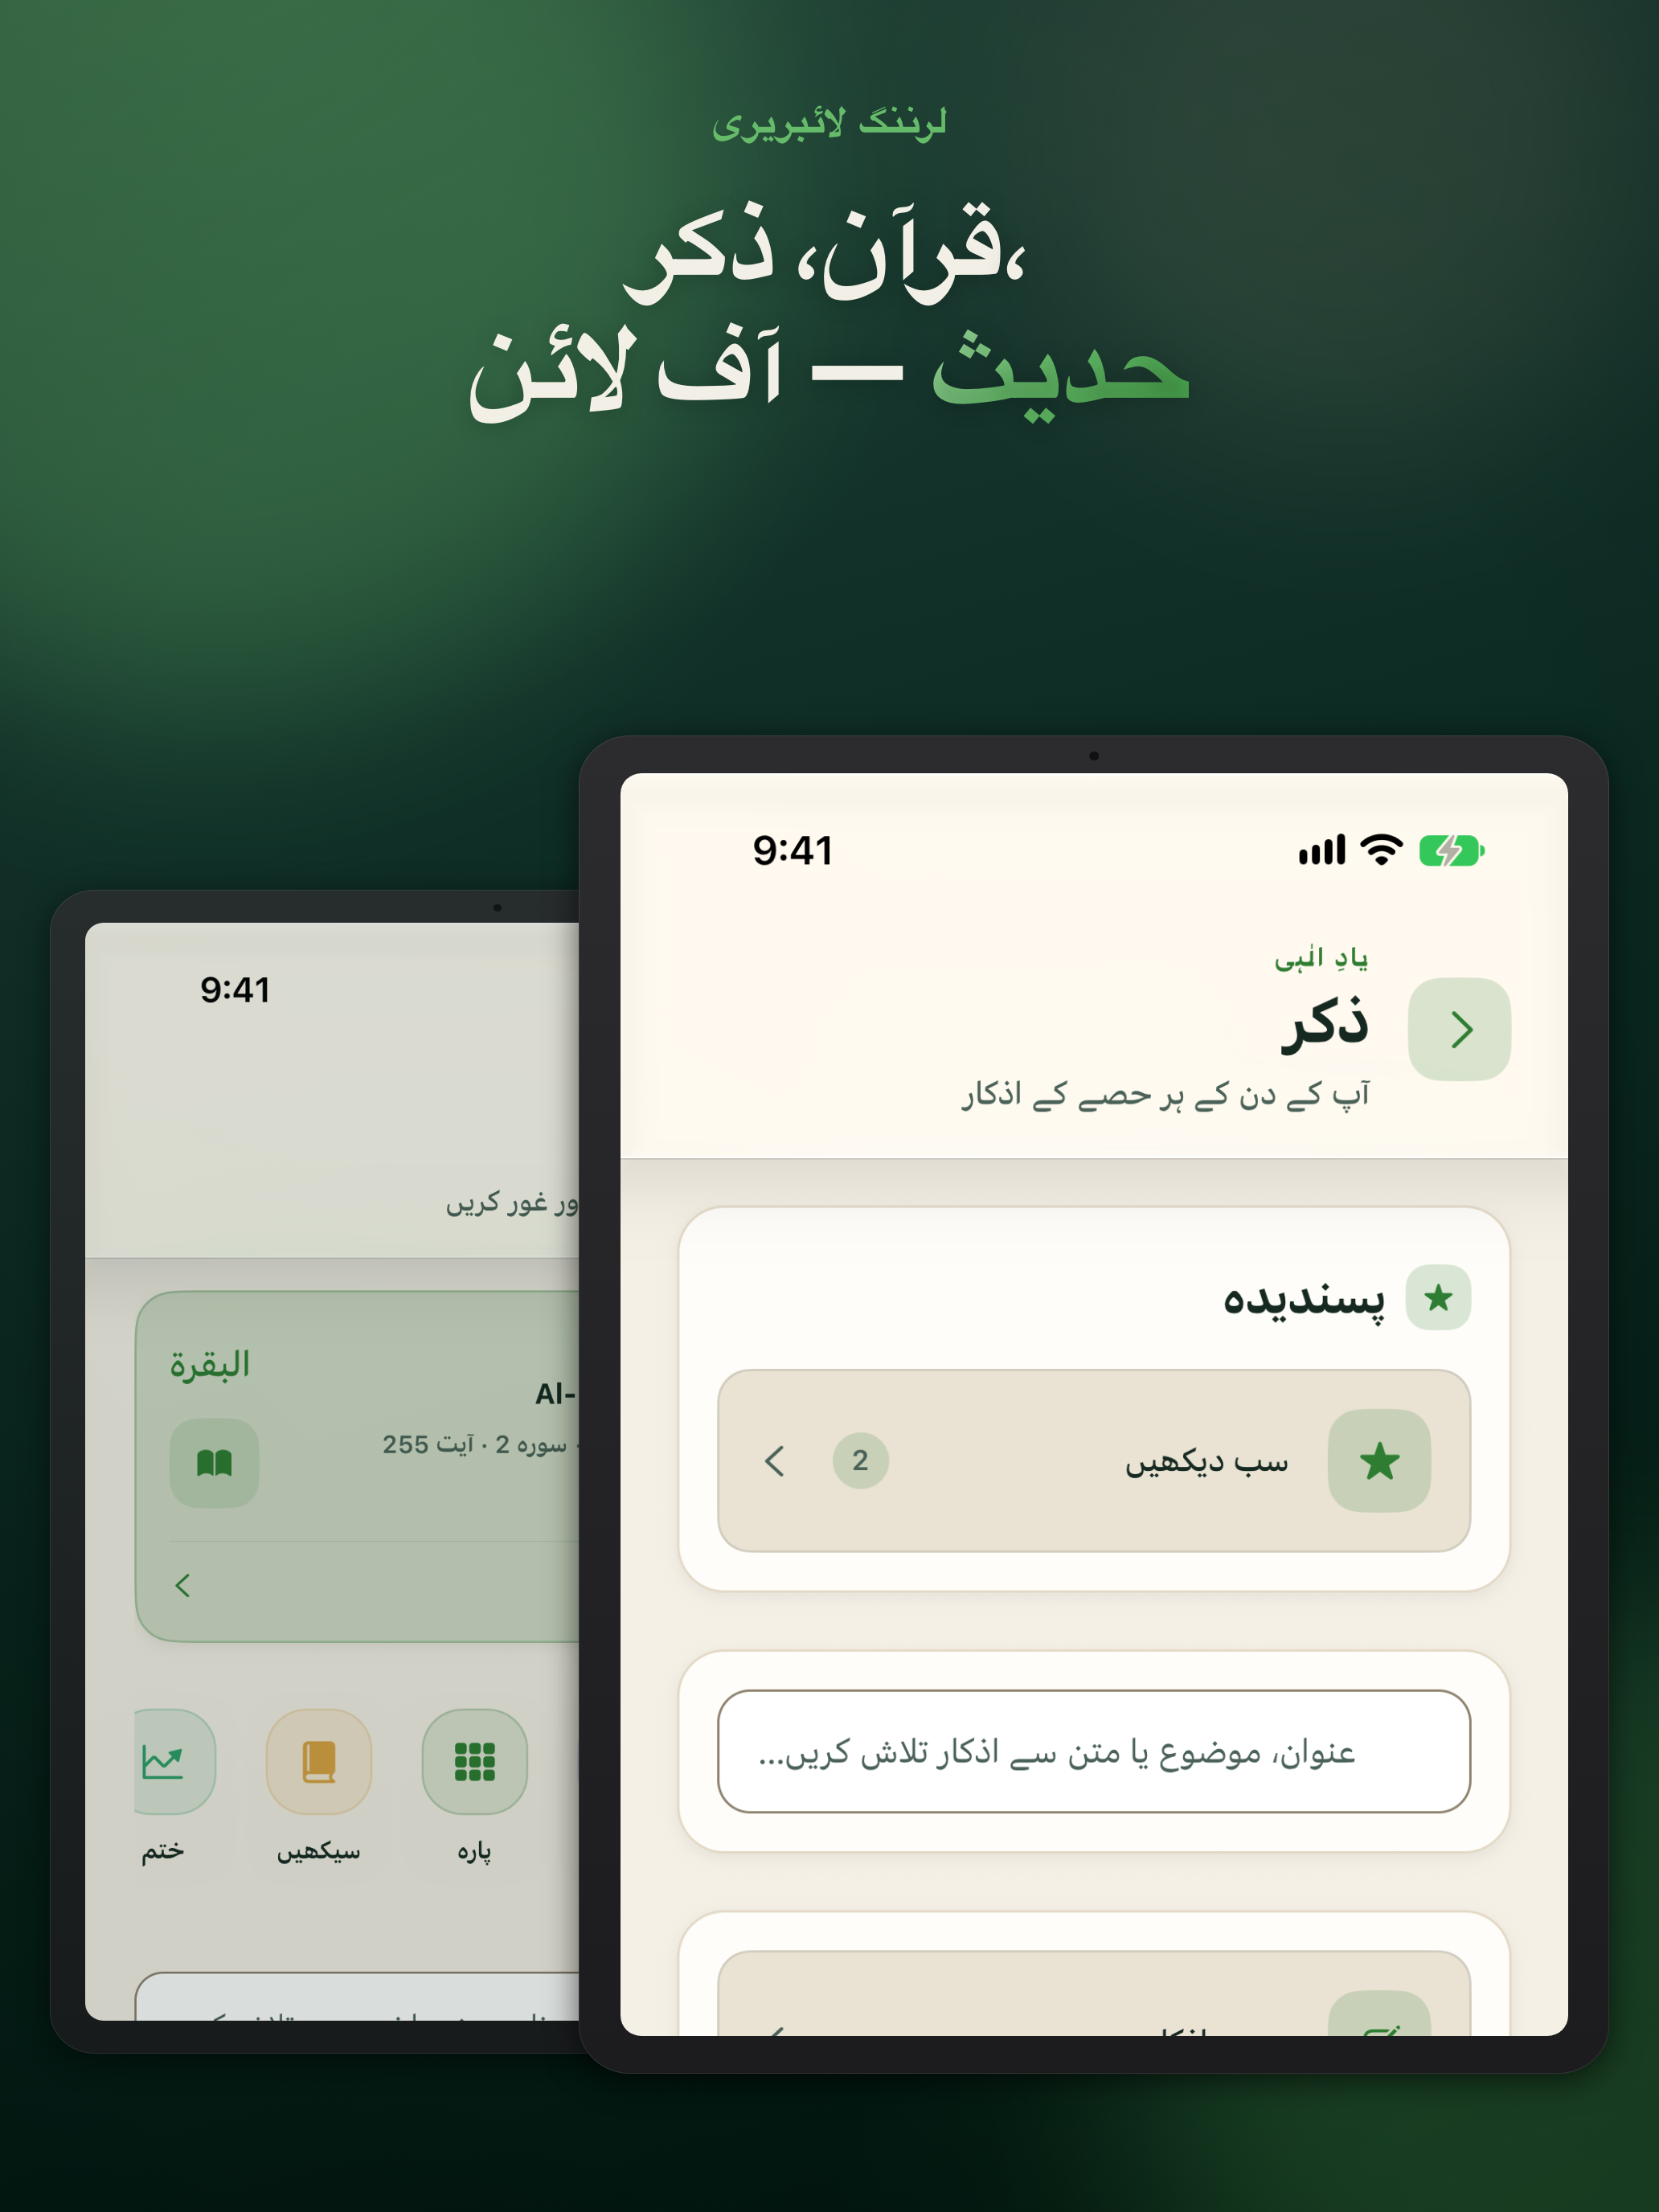 لرننگ لائبریری
،قرآن، ذکر
حدیث — آف لائن
9:41
یادِ الٰہی
ذکر
آپ کے دن کے ہر حصے کے اذکار
پسندیدہ
سب دیکھیں
2
عنوان، موضوع یا متن سے اذکار تلاش کریں...
9:41
غور کریں
البقرة
Al-
سورہ 2 · آیت 255
پارہ
سیکھیں
ختم